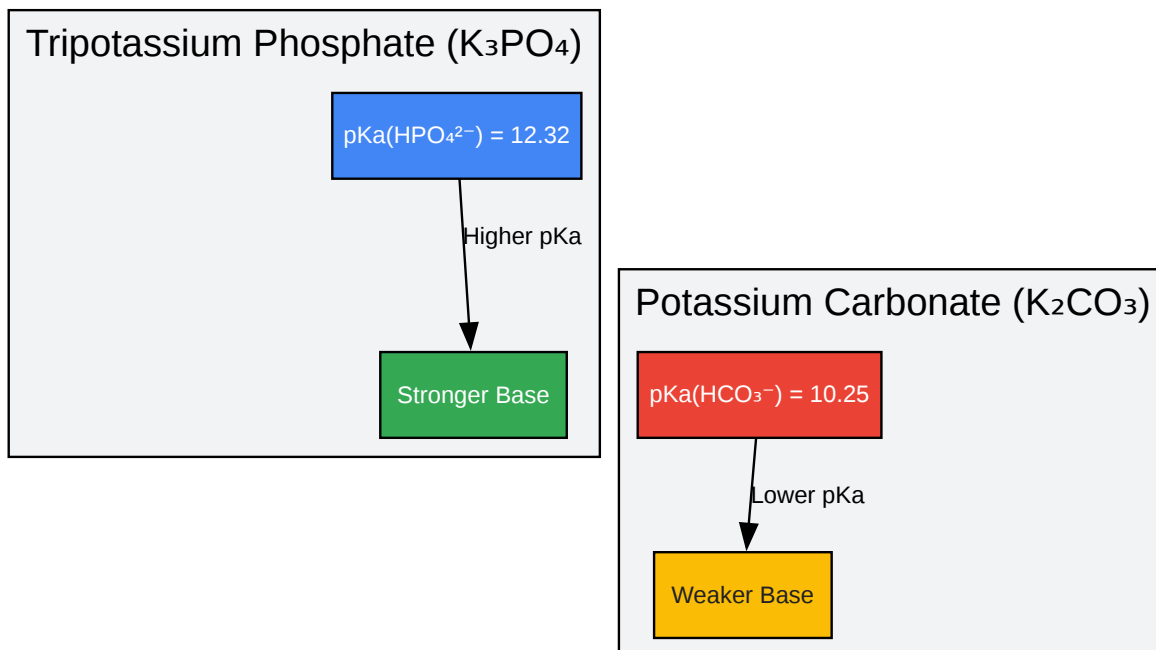 Tripotassium Phosphate (K₃PO₄)
pKa(HPO₄²⁻) = 12.32
Higher pKa
Stronger Base
Potassium Carbonate (K₂CO₃)
pKa(HCO₃⁻) = 10.25
Lower pKa
Weaker Base